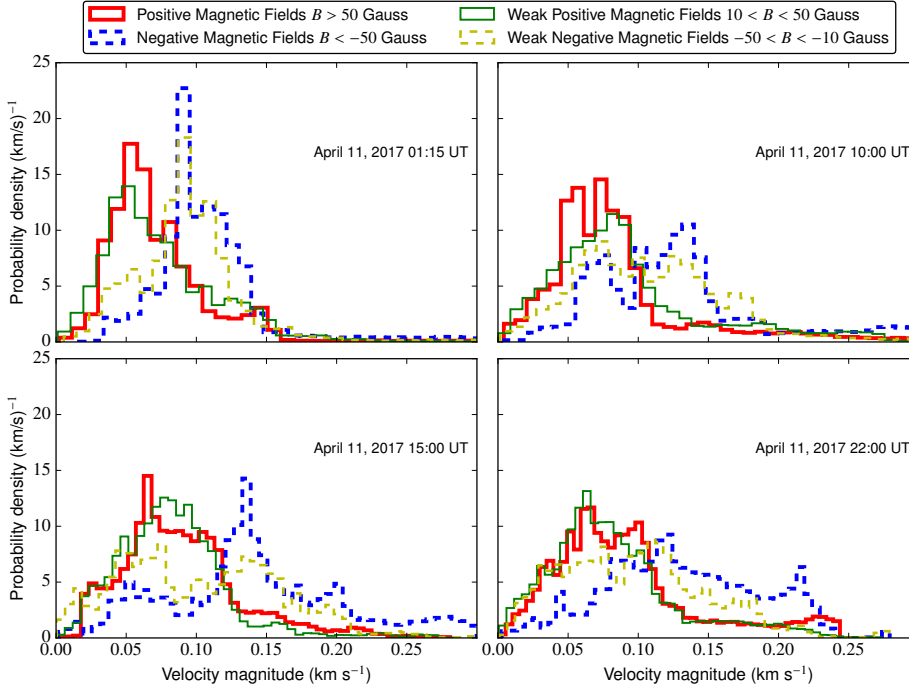 Positive Magnetic Fields B > 50 Gauss
Negative Magnetic Fields B < −50 Gauss
Weak Positive Magnetic Fields 10 < B < 50 Gauss
Weak Negative Magnetic Fields −50 < B < −10 Gauss
25
20
15
10
5
0
Probability density (km/s)⁻¹
April 11, 2017 01:15 UT
April 11, 2017 10:00 UT
25
20
15
10
5
0
Probability density (km/s)⁻¹
April 11, 2017 15:00 UT
April 11, 2017 22:00 UT
0.00 0.05 0.10 0.15 0.20 0.25
Velocity magnitude (km s⁻¹)
0.00 0.05 0.10 0.15 0.20 0.25
Velocity magnitude (km s⁻¹)